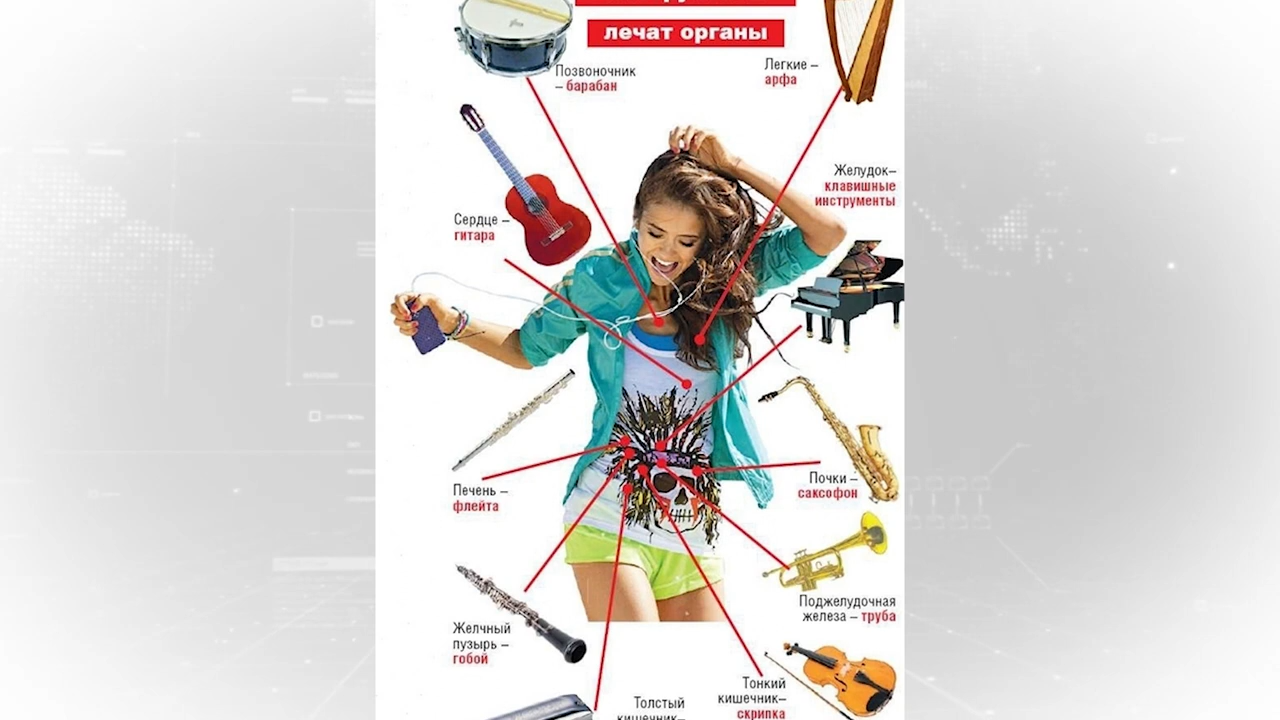 лечат органы
Позвоночник
– барабан
Легкие –
арфа
Желудок–
клавишные
инструменты
Сердце –
гитара
Печень –
флейта
Почки –
саксофон
Поджелудочная
железа – труба
Желчный
пузырь –
гобой
Тонкий
кишечник–
скрипка
Толстый
кишечник–